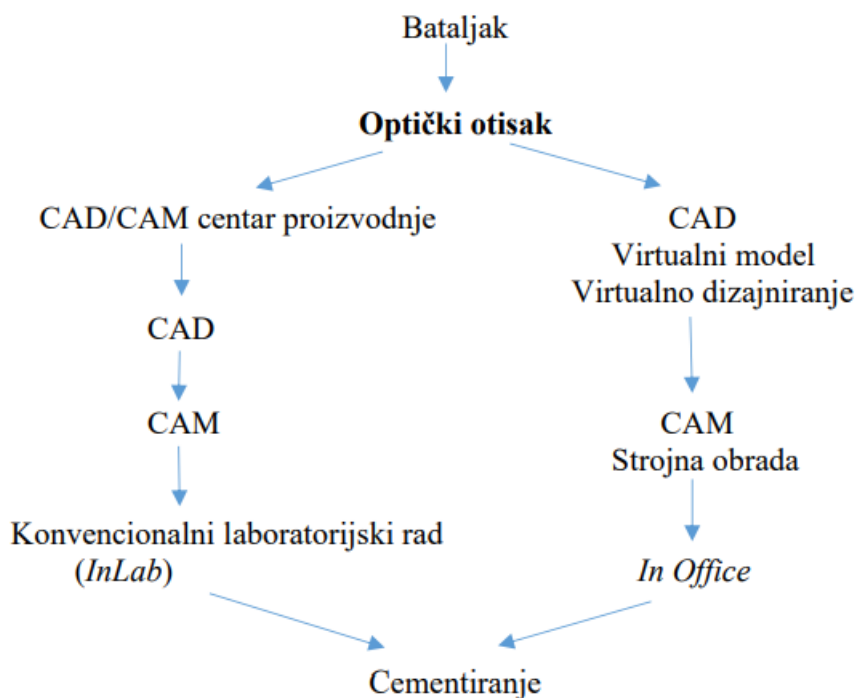 Bataljak
Optički otisak
CAD/CAM centar proizvodnje
CAD
CAM
Konvencionalni laboratorijski rad
(InLab)
CAD
Virtualni model
Virtualno dizajniranje
CAM
Strojna obrada
In Office
Cementiranje